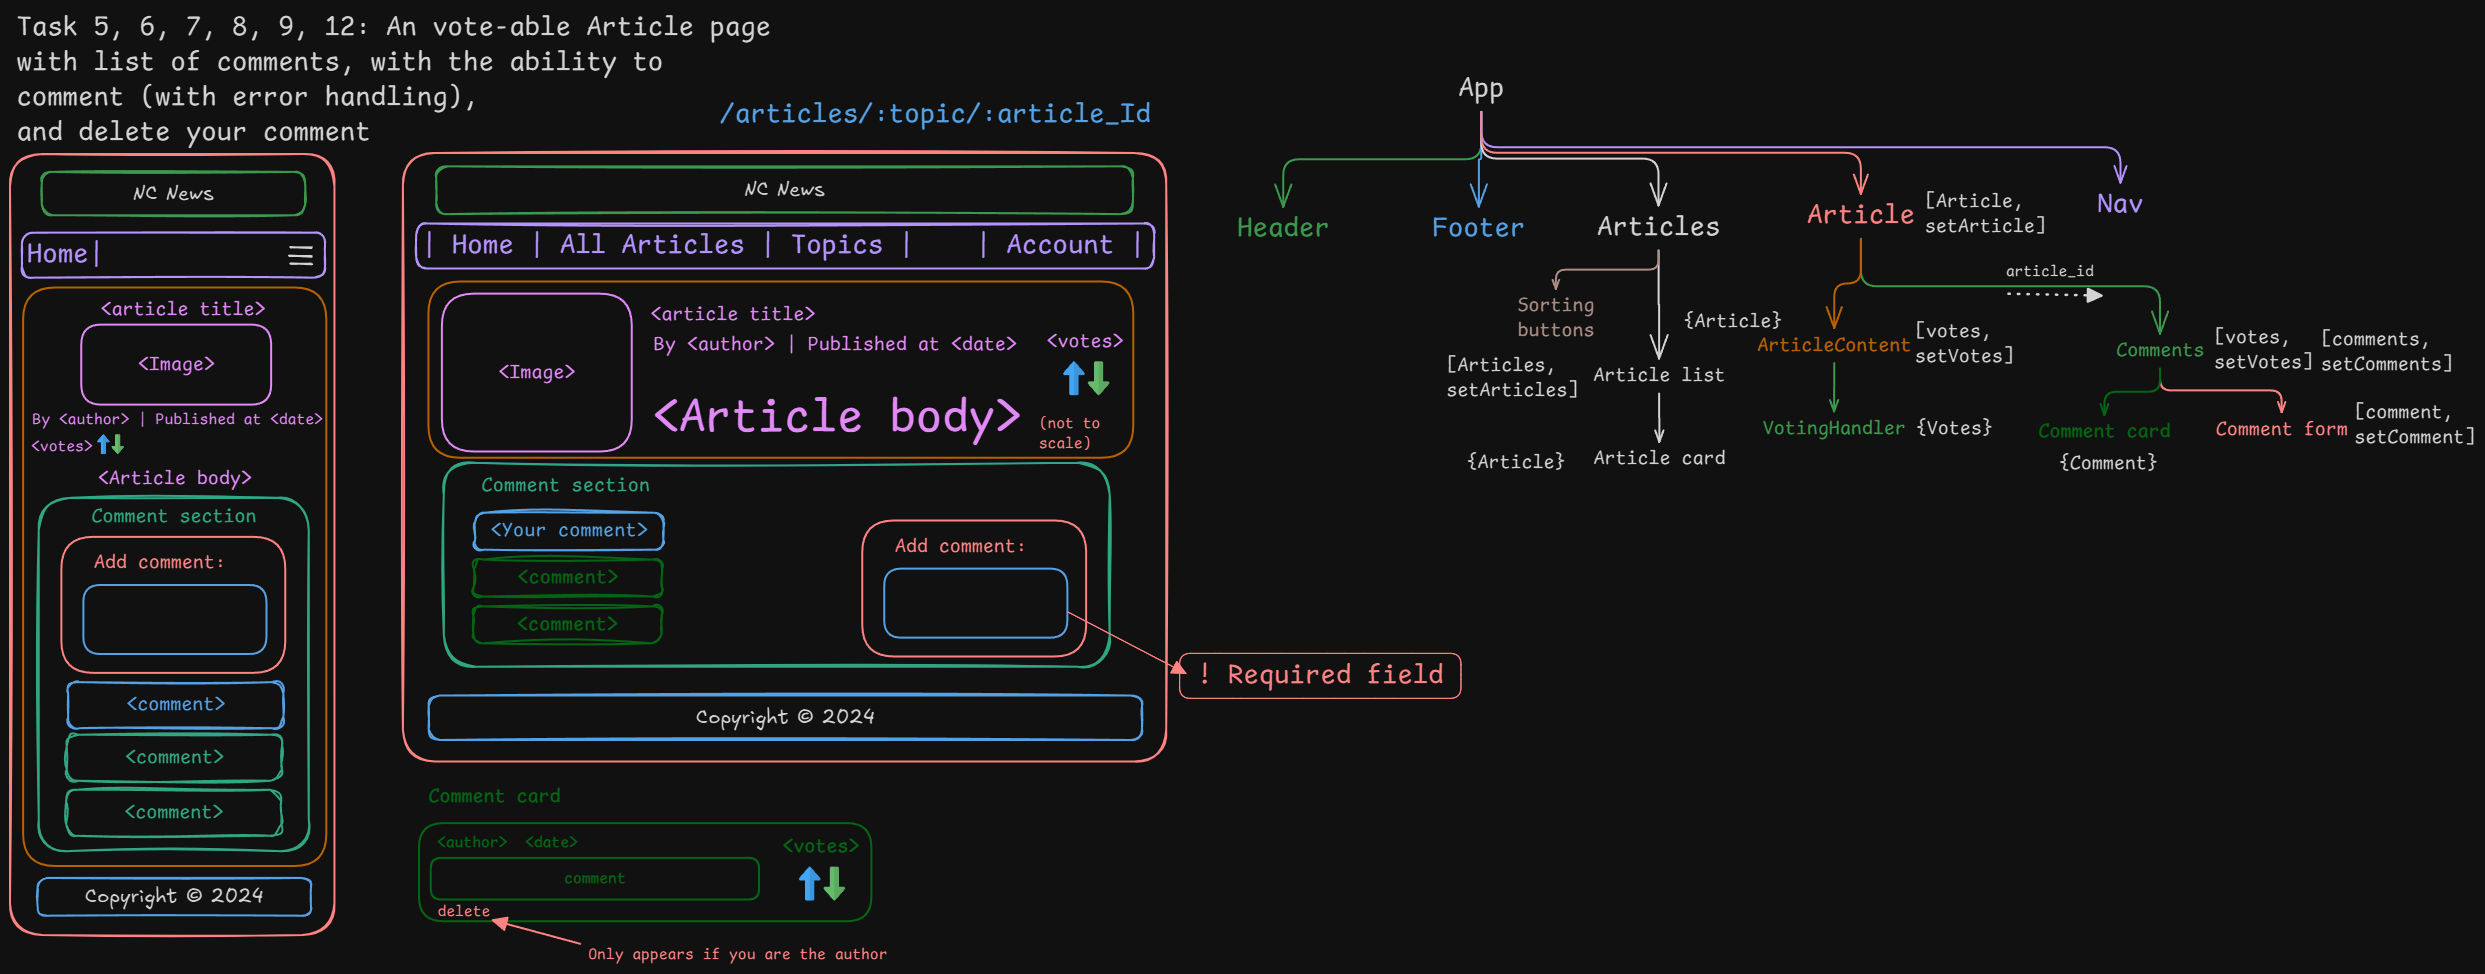 Task 5, 6, 7, 8, 9, 12: An vote-able Article page
with list of comments, with the ability to
comment (with error handling),
and delete your comment
NC News
Home|
<article title>
<Image>
By <author> | Published at <date>
<votes>
<Article body>
Comment section
Add comment:
<comment>
<comment>
<comment>
Copyright © 2024
/articles/:topic/:article_Id
NC News
| Home | All Articles | Topics | | Account |
<Image>
<article title>
By <author> | Published at <date>
<votes>
<Article body>
(not to
scale)
Comment section
<Your comment>
<comment>
<comment>
Add comment:
! Required field
Copyright © 2024
Comment card
<author> <date>
<votes>
comment
delete
Only appears if you are the author
App
Header
Footer
Articles
Article
[Article,
setArticle]
Nav
Sorting
buttons
{Article}
[Articles,
setArticles]
Article list
{Article}
Article card
article_id
ArticleContent
[votes,
setVotes]
VotingHandler {Votes}
Comments
[votes,
setVotes]
[comments,
setComments]
Comment card
{Comment}
Comment form
[comment,
setComment]